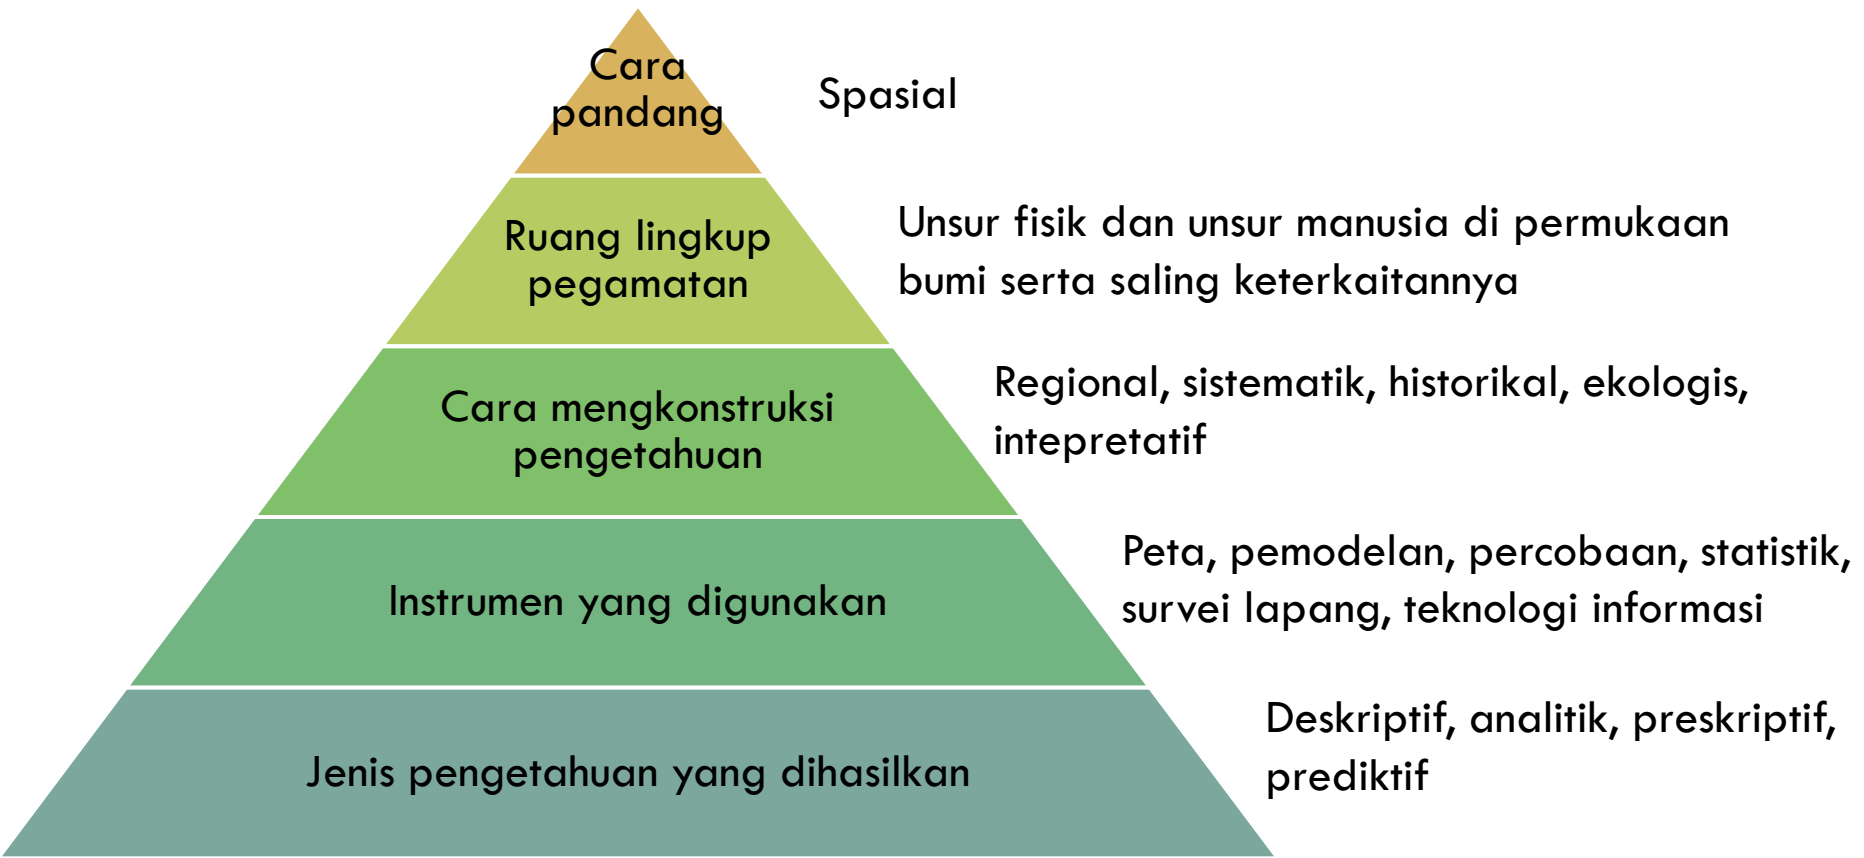 Cara
pandang
Spasial
Ruang lingkup
pegamatan
Unsur fisik dan unsur manusia di permukaan
bumi serta saling keterkaitannya
Cara mengkonstruksi
pengetahuan
Regional, sistematik, historikal, ekologis,
intepretatif
Instrumen yang digunakan
Peta, pemodelan, percobaan, statistik,
survei lapang, teknologi informasi
Jenis pengetahuan yang dihasilkan
Deskriptif, analitik, preskriptif,
prediktif